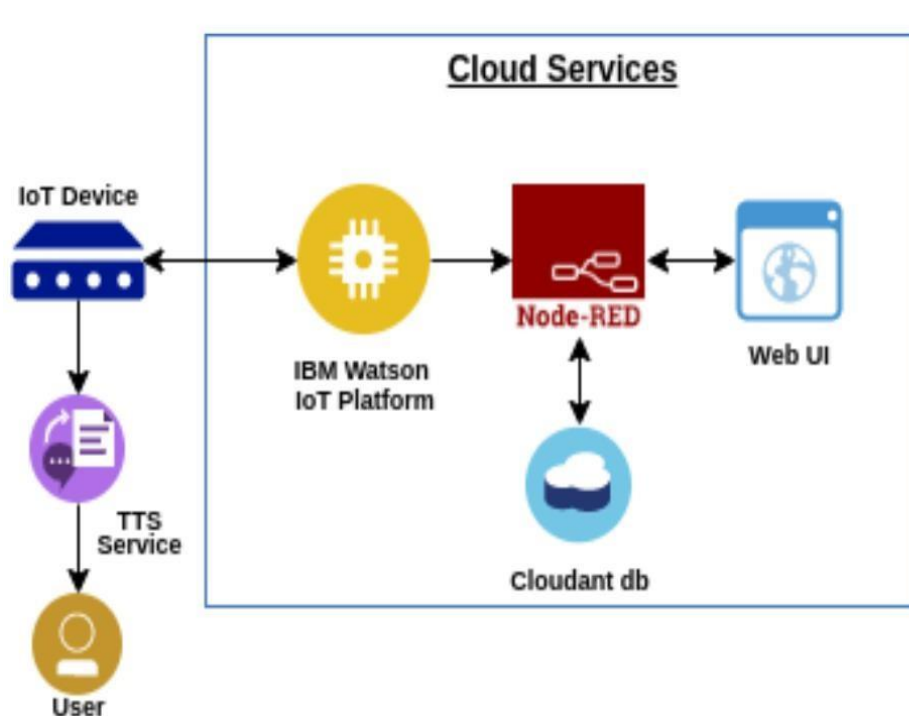 Cloud Services
IoT Device
Node-RED
Web UI
IBM Watson
IoT Platform
TTS
Service
Cloudant db
User